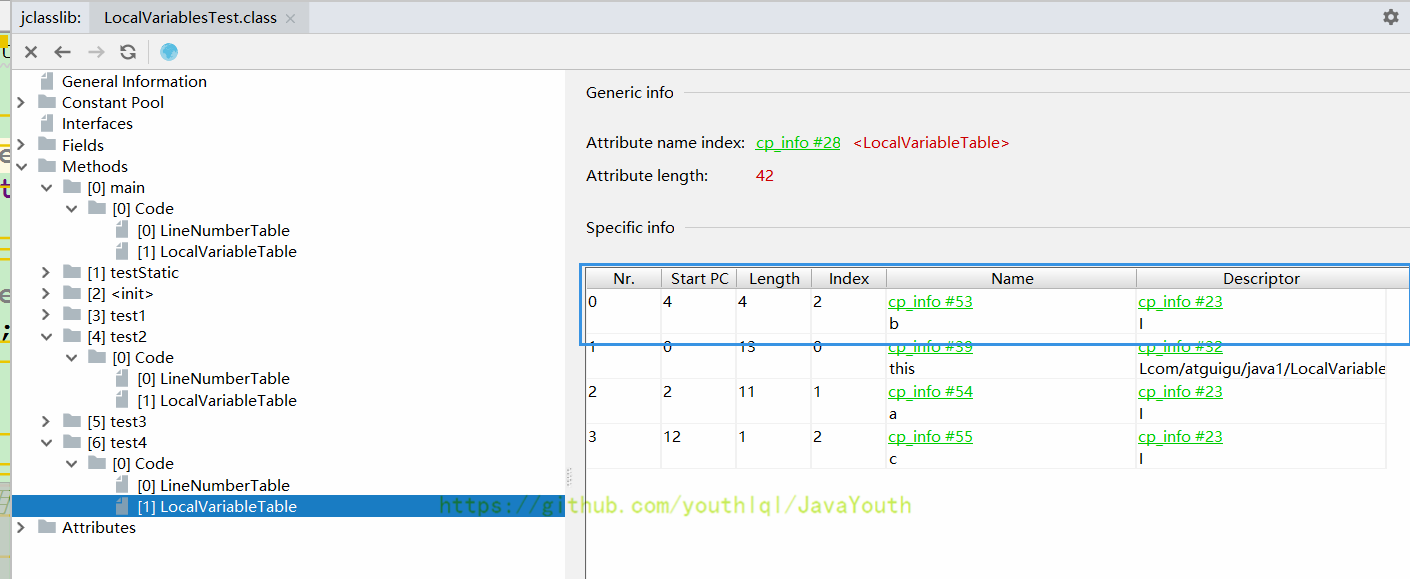 jclasslib: LocalVariablesTest.class
General Information
Constant Pool
Interfaces
Fields
Methods
[0] main
[0] Code
[0] LineNumberTable
[1] LocalVariableTable
[1] testStatic
[2] <init>
[3] test1
[4] test2
[0] Code
[0] LineNumberTable
[1] LocalVariableTable
[5] test3
[6] test4
[0] Code
[0] LineNumberTable
[1] LocalVariableTable
Attributes
Generic info
Attribute name index: cp_info #28 <LocalVariableTable>
Attribute length: 42
Specific info
Nr. Start PC Length Index Name Descriptor
0 4 4 2 cp_info #53 cp_info #23
b I
1 0 13 0 cp_info #39 cp_info #32
this Lcom/atguigu/java1/LocalVariable
2 2 11 1 cp_info #54 cp_info #23
a I
3 12 1 2 cp_info #55 cp_info #23
c I
https://github.com/youthlql/JavaYouth